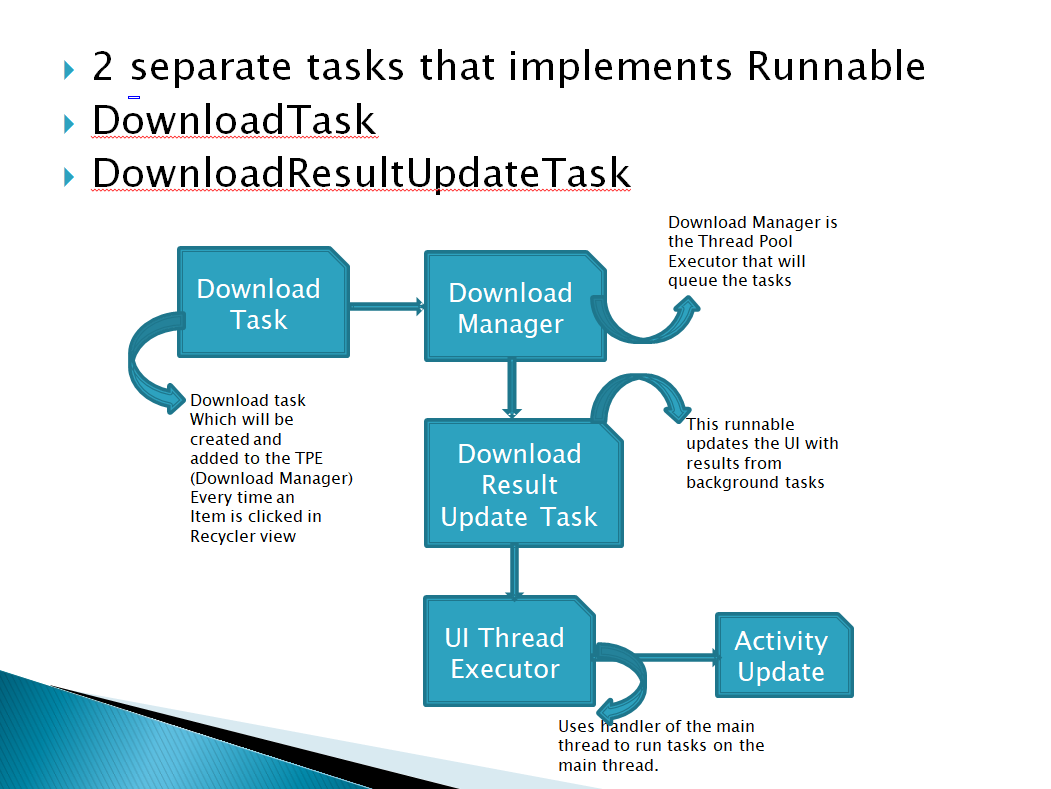 2 separate tasks that implements Runnable
DownloadTask
DownloadResultUpdateTask
Download Manager is
the Thread Pool
Executor that will
queue the tasks
Download
Task
Download
Manager
Download task
Which will be
created and
added to the TPE
(Download Manager)
Every time an
Item is clicked in
Recycler view
This runnable
updates the UI with
results from
background tasks
Download
Result
Update Task
UI Thread
Executor
Activity
Update
Uses handler of the main
thread to run tasks on the
main thread.